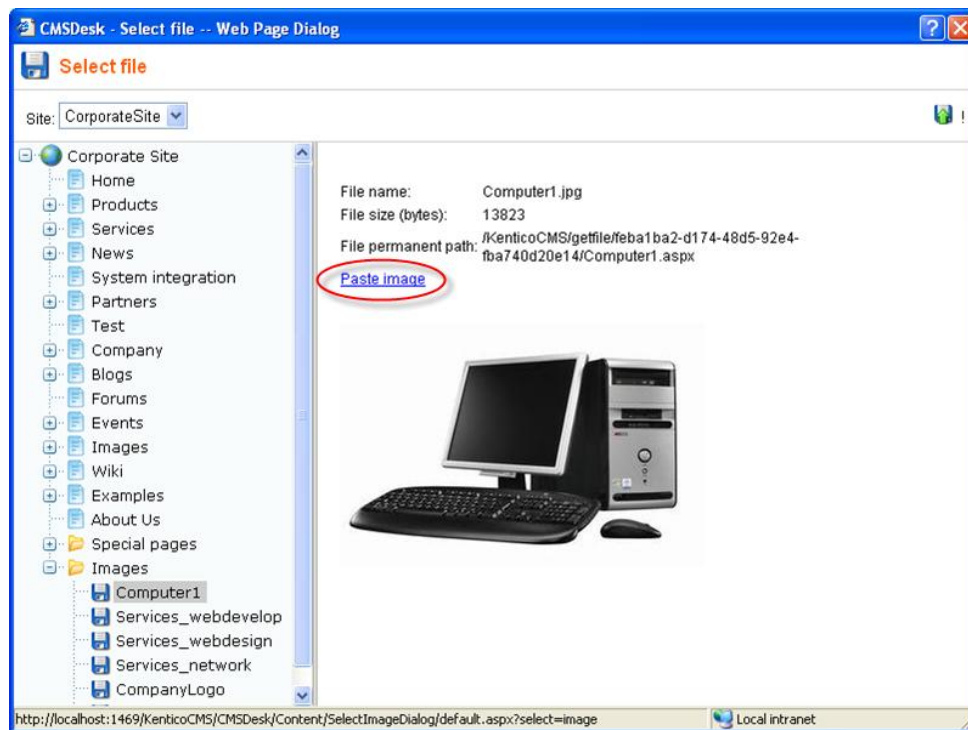 CMSDesk - Select file -- Web Page Dialog
Select file
Site: CorporateSite
!
Corporate Site
Home
Products
Services
News
System integration
Partners
Test
Company
Blogs
Forums
Events
Images
Wiki
Examples
About Us
Special pages
Images
Computer1
Services_webdevelop
Services_webdesign
Services_network
CompanyLogo
File name: Computer1.jpg
File size (bytes): 13823
File permanent path: /KenticoCMS/getfile/feba1ba2-d174-48d5-92e4-
fba740d20e14/Computer1.aspx
Paste image
http://localhost:1469/KenticoCMS/CMSDesk/Content/SelectImageDialog/default.aspx?select=image
Local intranet